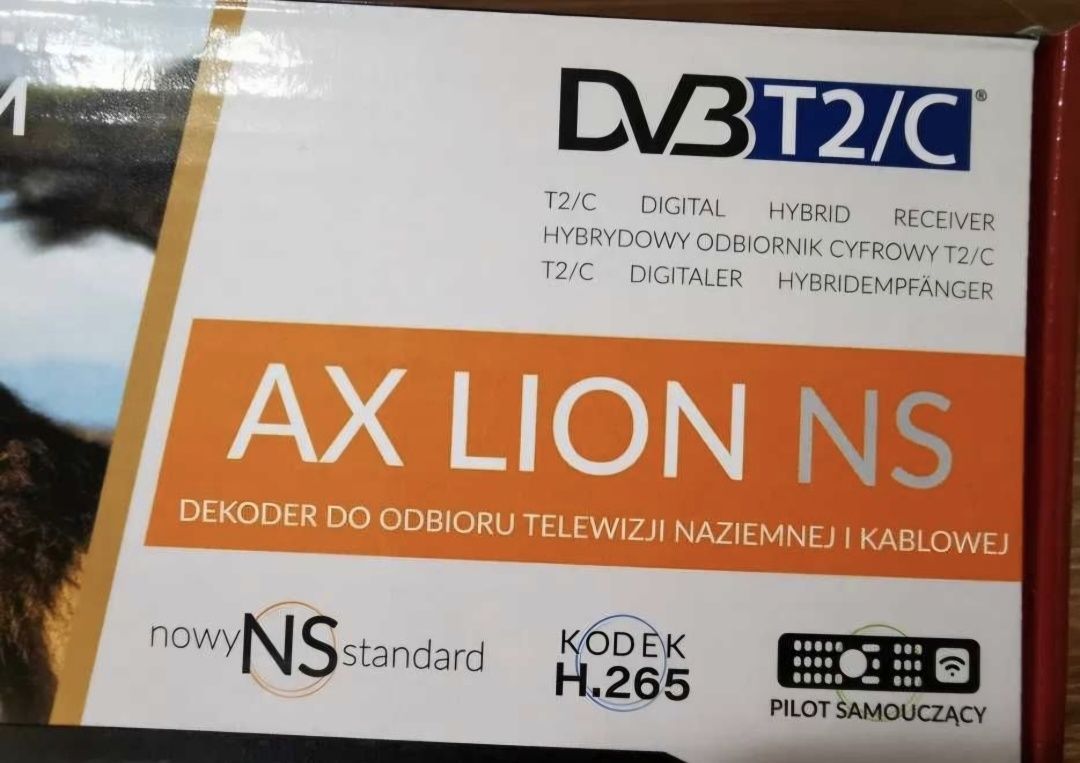 DVB T2/C ®
T2/C DIGITAL HYBRID RECEIVER
HYBRYDOWY ODBIORNIK CYFROWY T2/C
T2/C DIGITALER HYBRIDEMPFÄNGER
AX LION NS
DEKODER DO ODBIORU TELEWIZJI NAZIEMNEJ I KABLOWEJ
nowy NS standard
KODEK
H.265
PILOT SAMOUCZĄCY